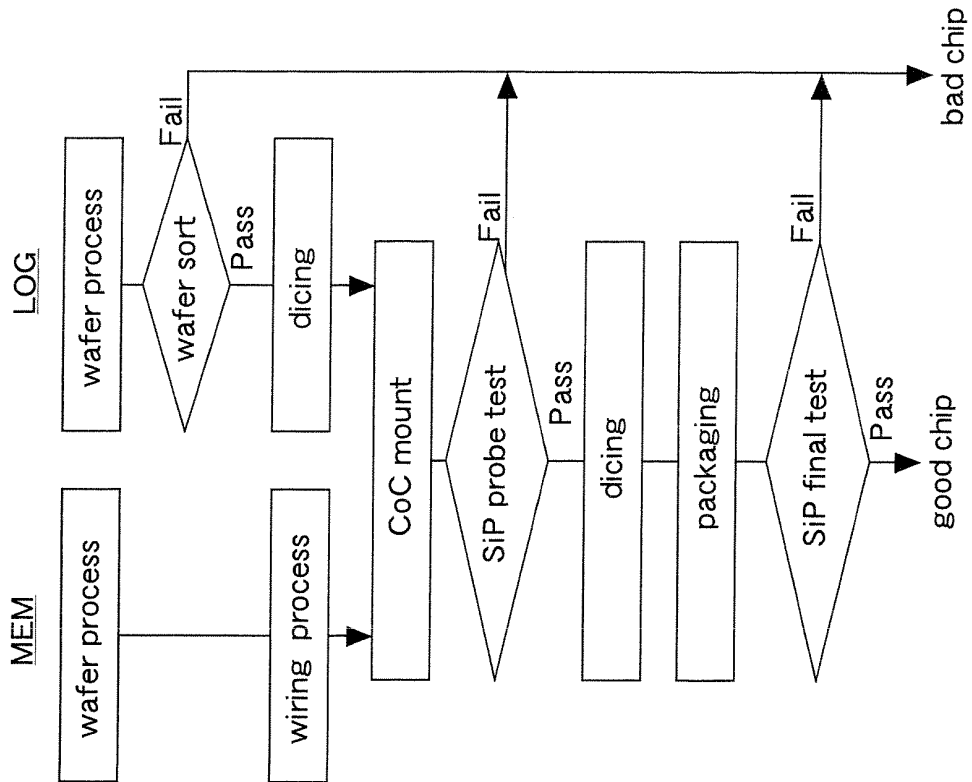 MEM
LOG
wafer process
wafer process
wafer sort
Fail
Pass
wiring process
dicing
CoC mount
SiP probe test
Fail
Pass
dicing
packaging
SiP final test
Fail
Pass
good chip
bad chip